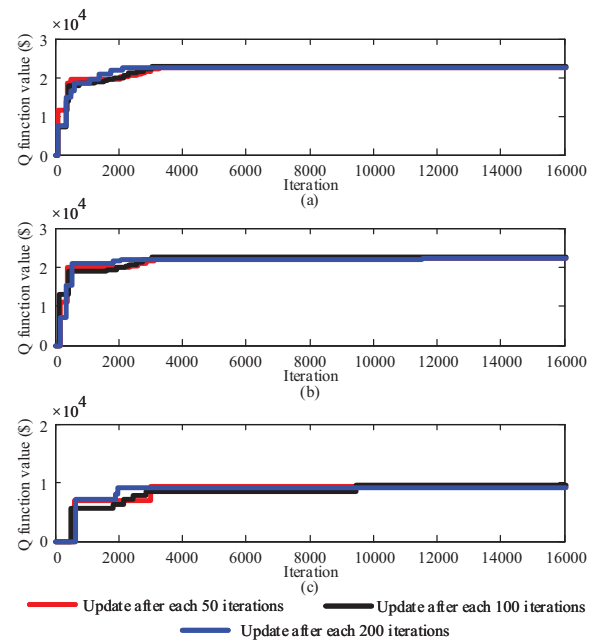 ×10⁴
3
2
1
0
Q function value ($)
0 2000 4000 6000 8000 10000 12000 14000 16000
Iteration
(a)
×10⁴
3
2
1
0
Q function value ($)
0 2000 4000 6000 8000 10000 12000 14000 16000
Iteration
(b)
×10⁴
2
1
0
Q function value ($)
0 2000 4000 6000 8000 10000 12000 14000 16000
Iteration
(c)
Update after each 50 iterations Update after each 100 iterations
Update after each 200 iterations